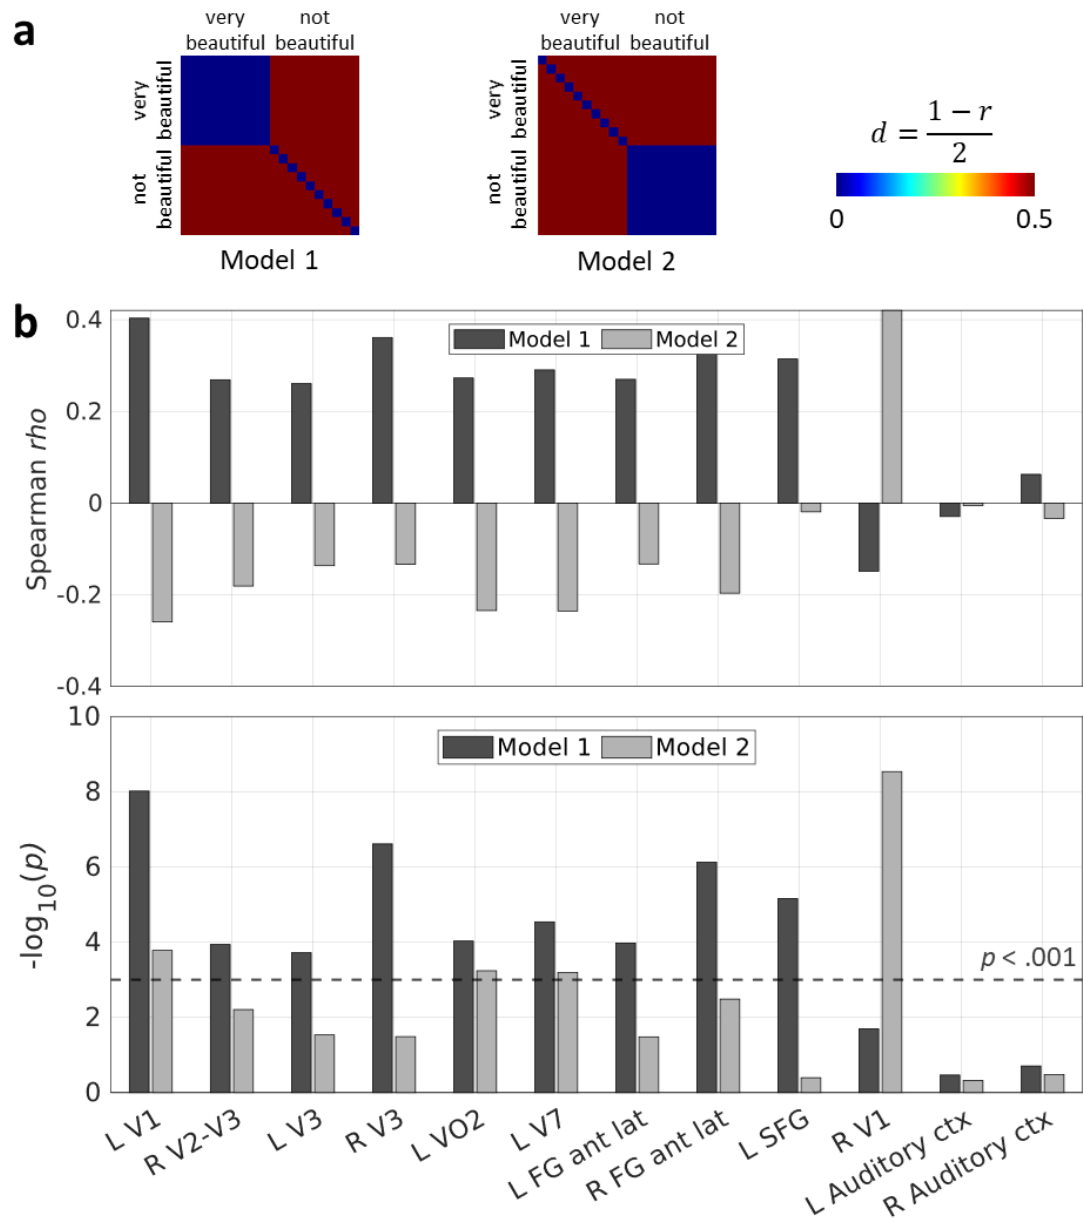 a
very not
beautiful beautiful
very
beautiful
not
beautiful
Model 1
very not
beautiful beautiful
very
beautiful
not
beautiful
Model 2
d = 1 − r
2
0 0.5
b
Spearman rho
0.4
0.2
0
-0.2
-0.4
Model 1 Model 2
-log10(p)
10
8
6
4
2
0
Model 1 Model 2
p < .001
L V1
R V2-V3
L V3
R V3
L VO2
L V7
L FG ant lat
R FG ant lat
L SFG
R V1
L Auditory ctx
R Auditory ctx